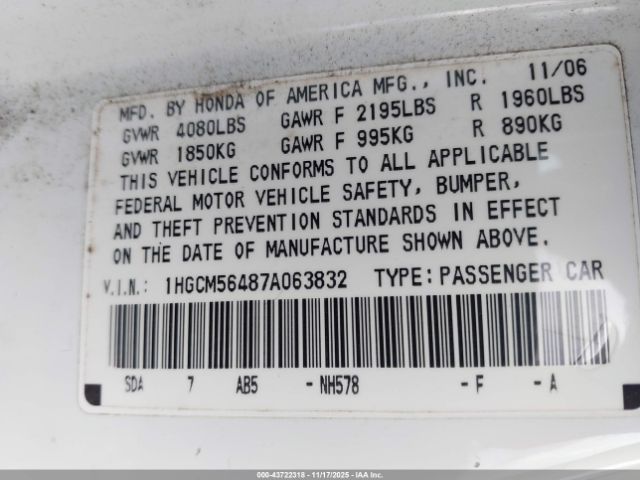 MFD. BY HONDA OF AMERICA MFG., INC. 11/06
GVWR 4080LBS GAWR F 2195LBS R 1960LBS
GVWR 1850KG GAWR F 995KG R 890KG
THIS VEHICLE CONFORMS TO ALL APPLICABLE
FEDERAL MOTOR VEHICLE SAFETY, BUMPER,
AND THEFT PREVENTION STANDARDS IN EFFECT
ON THE DATE OF MANUFACTURE SHOWN ABOVE.
V.I.N.: 1HGCM56487A063832 TYPE: PASSENGER CAR
SDA 7 AB5 - NH578 - F - A
000-43722318 - 11/17/2025 - IAA Inc.